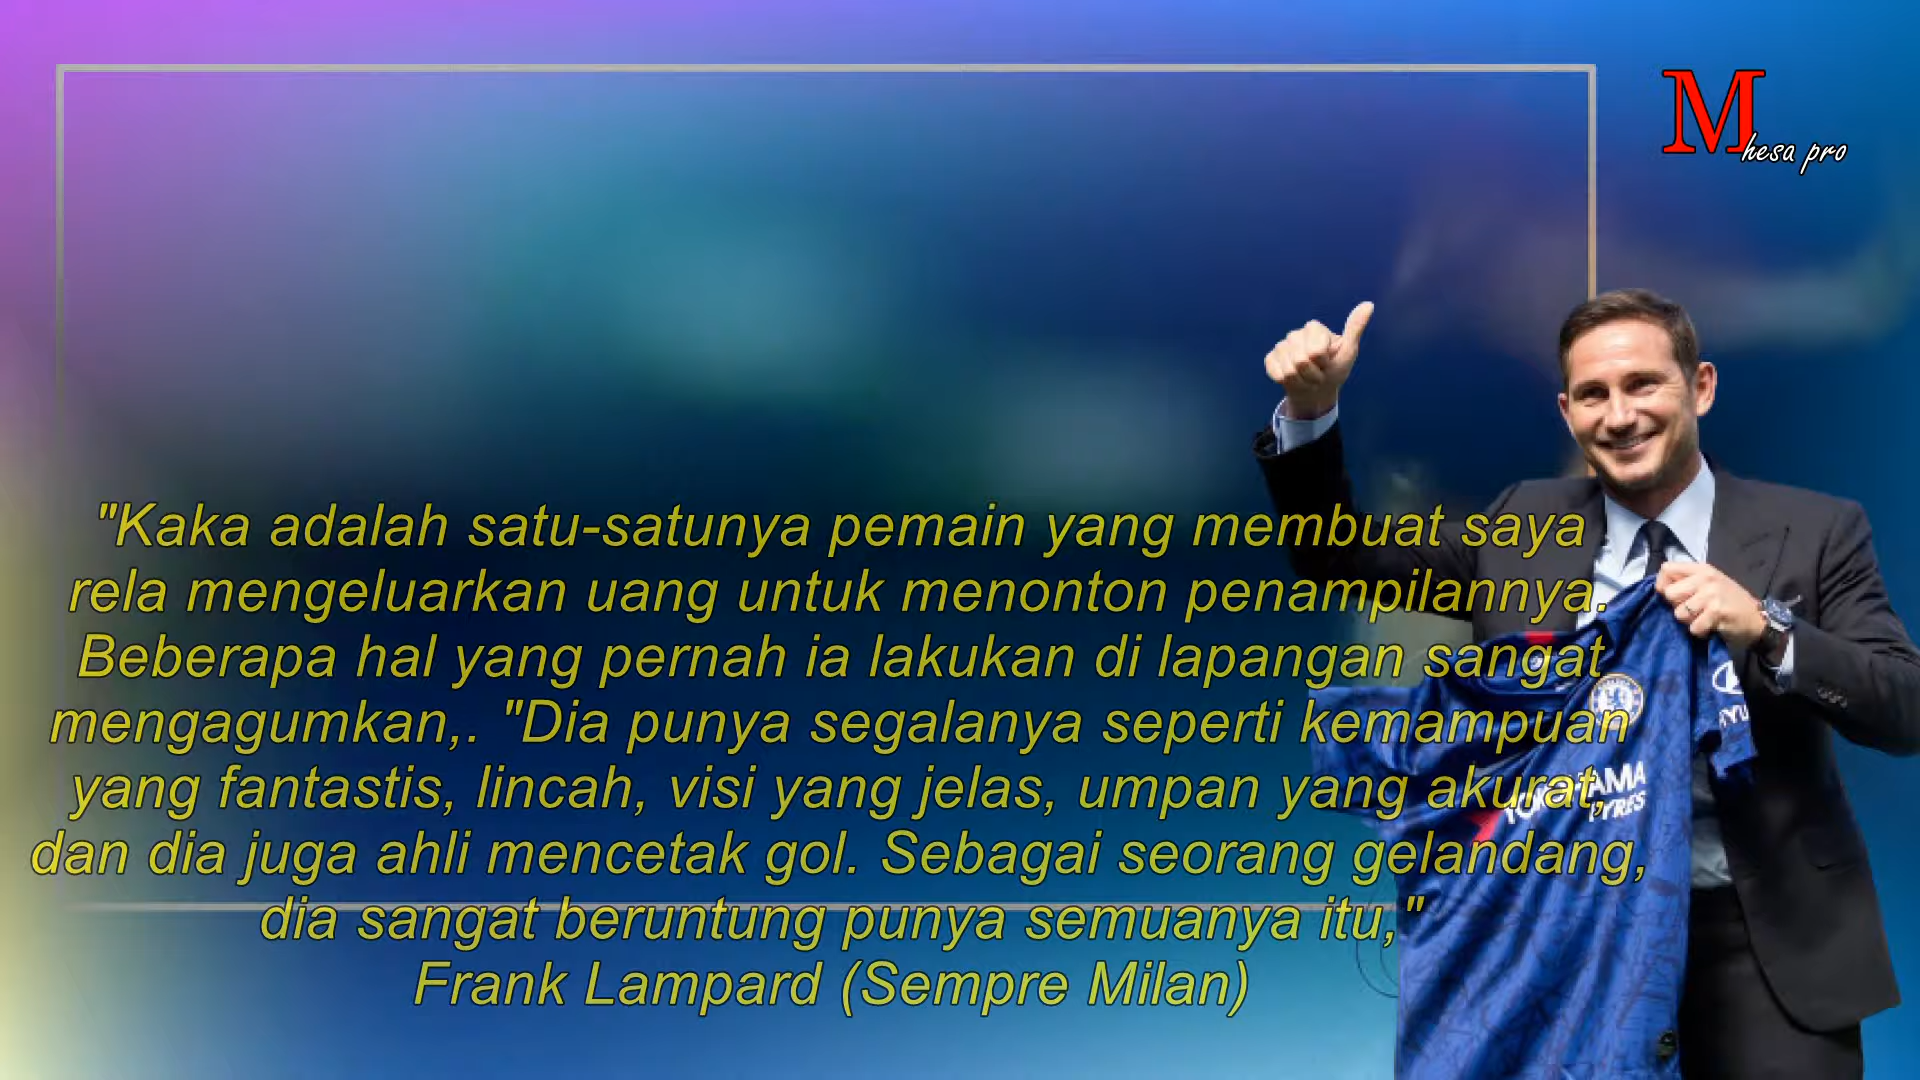 Mhesa pro
"Kaka adalah satu-satunya pemain yang membuat saya
rela mengeluarkan uang untuk menonton penampilannya.
Beberapa hal yang pernah ia lakukan di lapangan sangat
mengagumkan,. "Dia punya segalanya seperti kemampuan
yang fantastis, lincah, visi yang jelas, umpan yang akurat,
dan dia juga ahli mencetak gol. Sebagai seorang gelandang,
dia sangat beruntung punya semuanya itu,"
Frank Lampard (Sempre Milan)